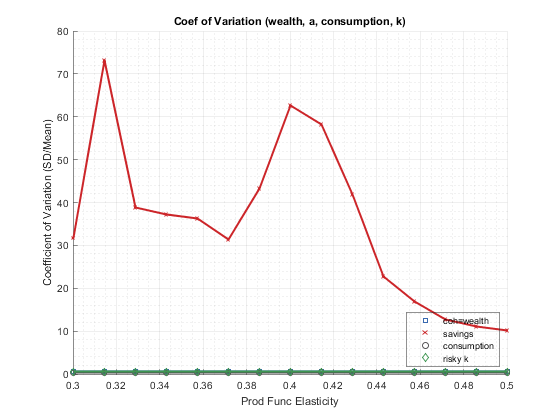 Coef of Variation (wealth, a, consumption, k)
80
70
60
50
40
30
20
10
0
Coefficient of Variation (SD/Mean)
coh=wealth
savings
consumption
risky k
0.3 0.32 0.34 0.36 0.38 0.4 0.42 0.44 0.46 0.48 0.5
Prod Func Elasticity